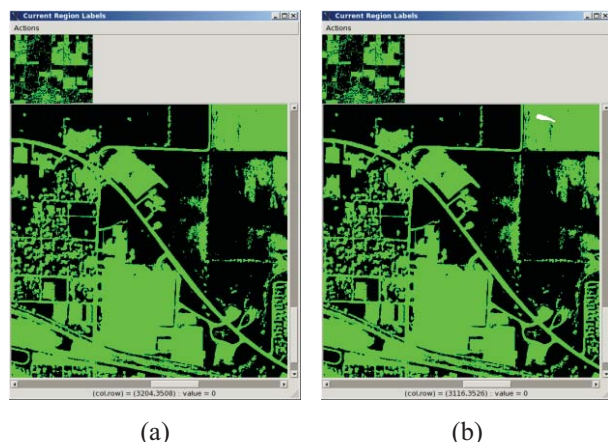 Current Region Labels
Actions
(col.row) = (3204,3508) : value = 0
(a)
Current Region Labels
Actions
(col.row) = (3116,3526) : value = 0
(b)